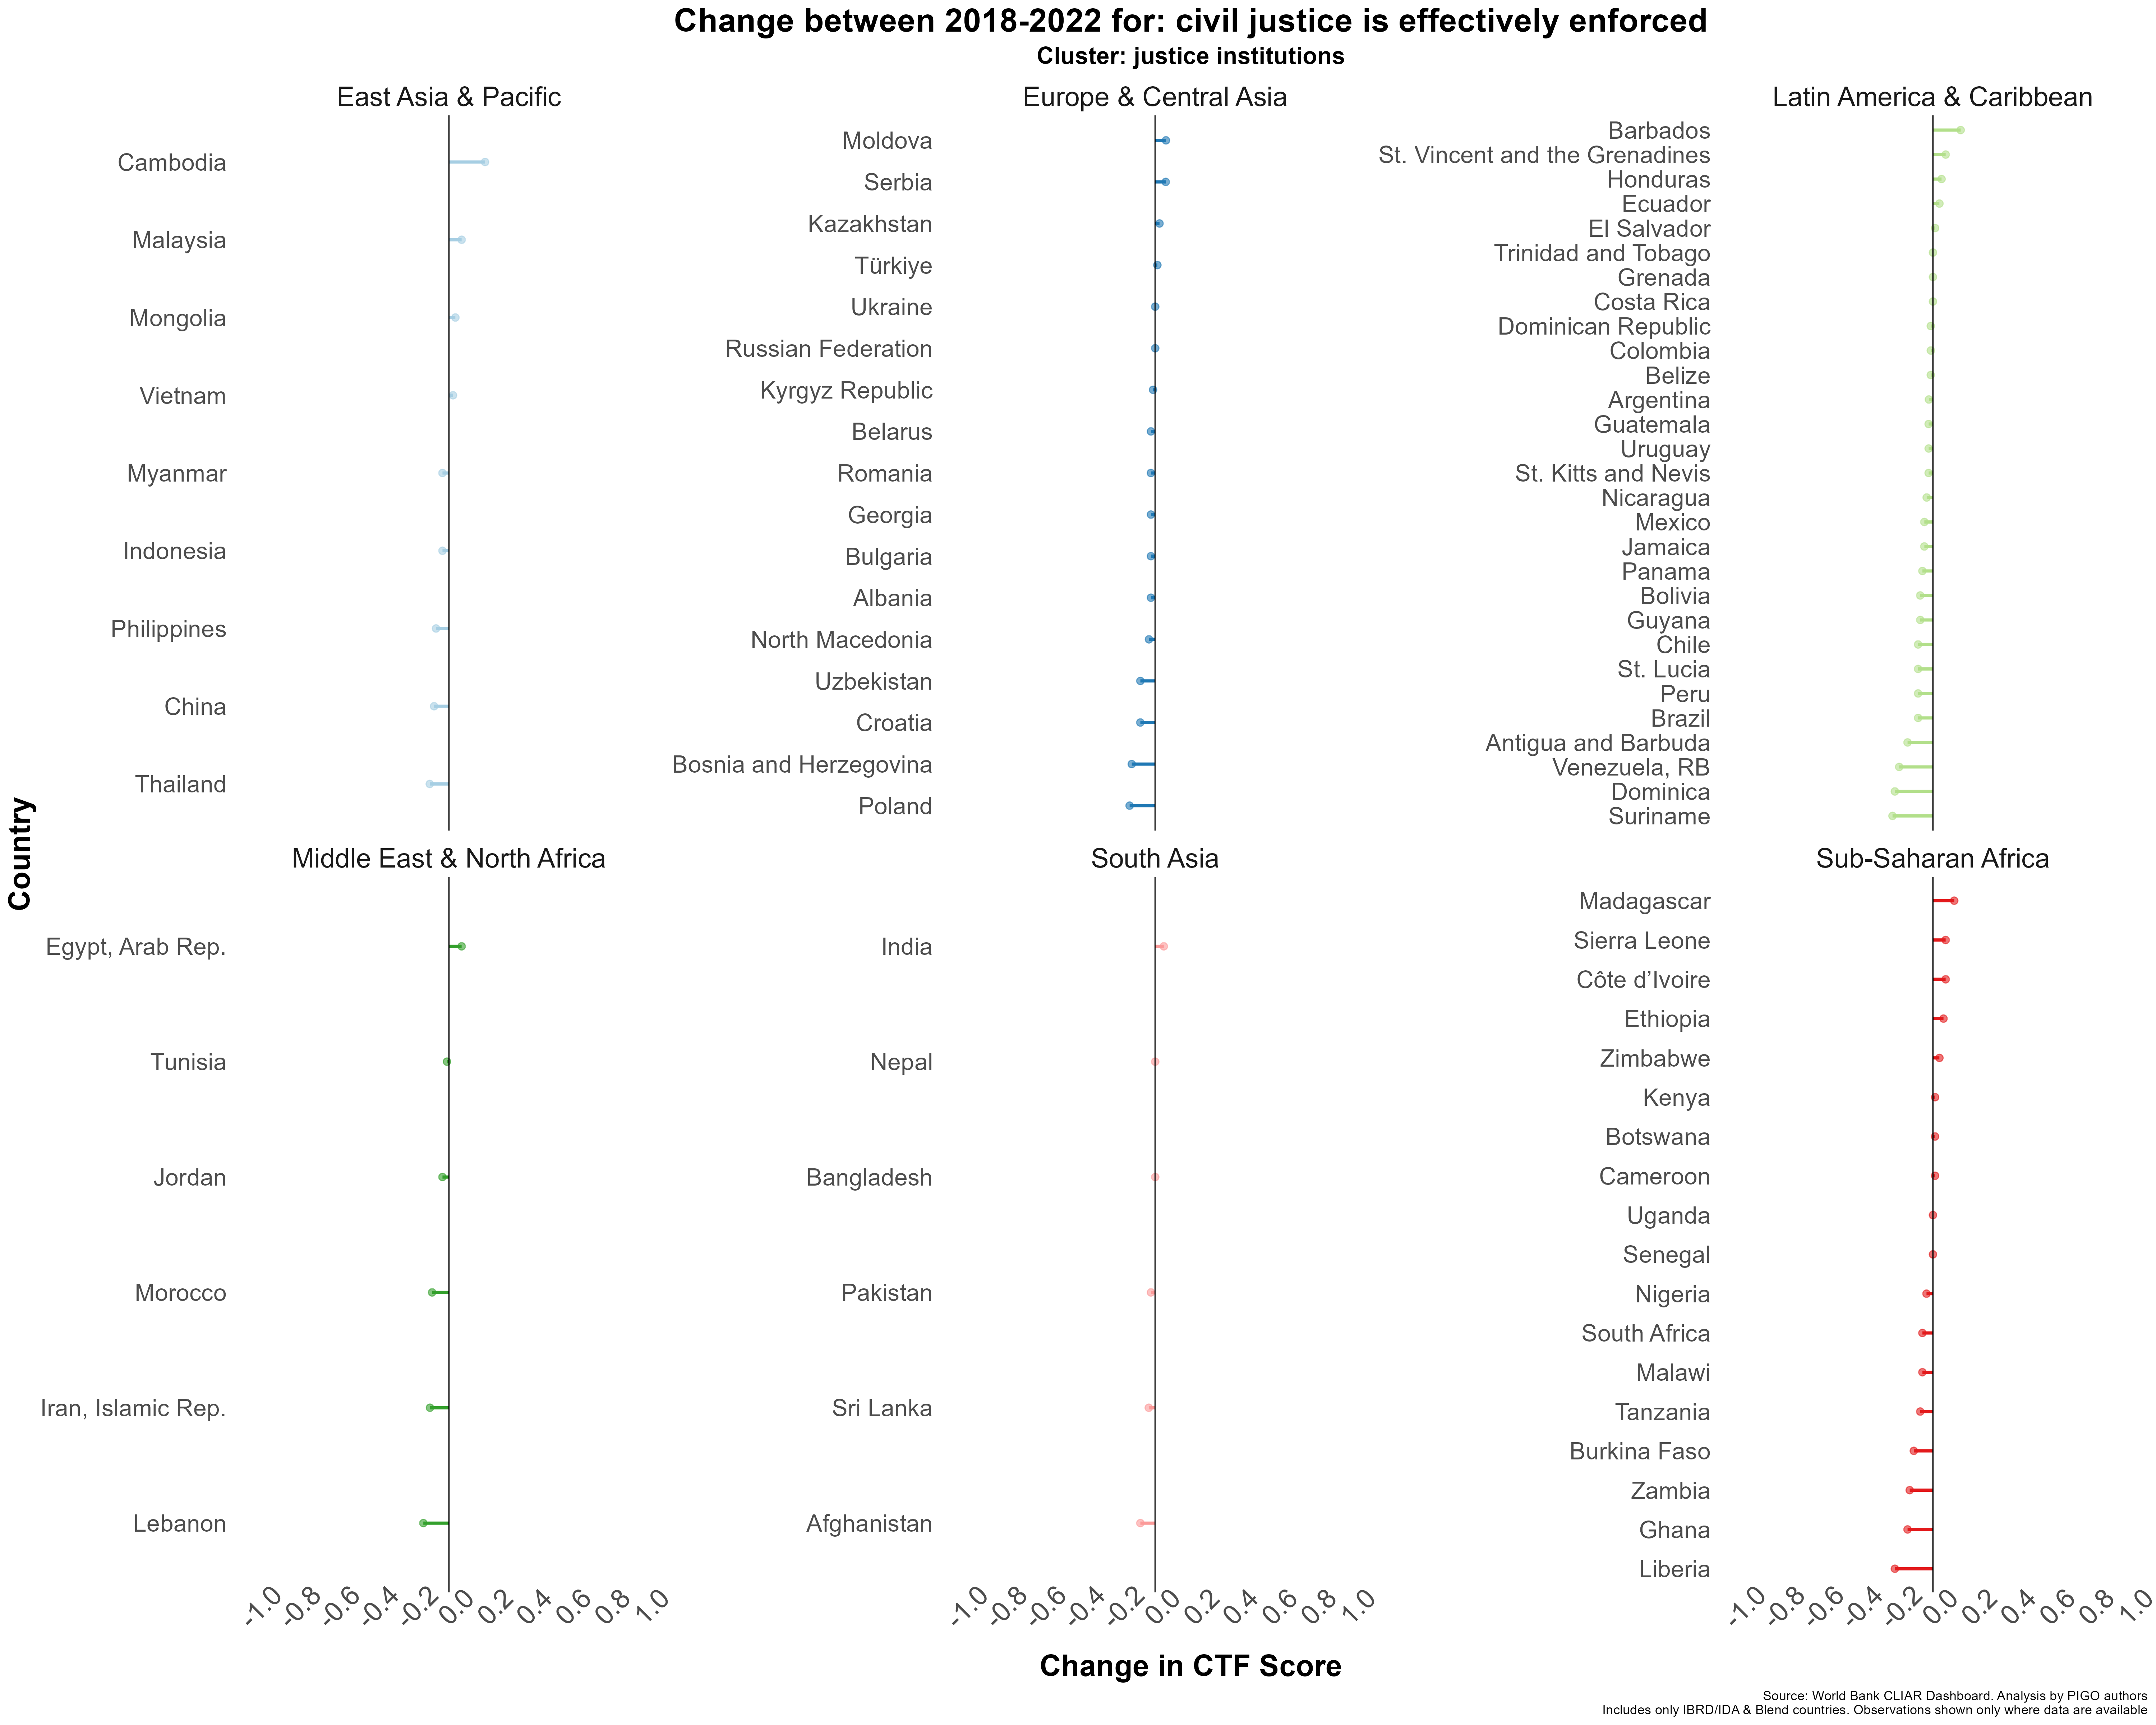 Change between 2018-2022 for: civil justice is effectively enforced
Cluster: justice institutions
East Asia & Pacific
Cambodia
Malaysia
Mongolia
Vietnam
Myanmar
Indonesia
Philippines
China
Thailand
Europe & Central Asia
Moldova
Serbia
Kazakhstan
Türkiye
Ukraine
Russian Federation
Kyrgyz Republic
Belarus
Romania
Georgia
Bulgaria
Albania
North Macedonia
Uzbekistan
Croatia
Bosnia and Herzegovina
Poland
Latin America & Caribbean
Barbados
St. Vincent and the Grenadines
Honduras
Ecuador
El Salvador
Trinidad and Tobago
Grenada
Costa Rica
Dominican Republic
Colombia
Belize
Argentina
Guatemala
Uruguay
St. Kitts and Nevis
Nicaragua
Mexico
Jamaica
Panama
Bolivia
Guyana
Chile
St. Lucia
Peru
Brazil
Antigua and Barbuda
Venezuela, RB
Dominica
Suriname
Country
Middle East & North Africa
Egypt, Arab Rep.
Tunisia
Jordan
Morocco
Iran, Islamic Rep.
Lebanon
-1.0 -0.8 -0.6 -0.4 -0.2 0.0 0.2 0.4 0.6 0.8 1.0
South Asia
India
Nepal
Bangladesh
Pakistan
Sri Lanka
Afghanistan
-1.0 -0.8 -0.6 -0.4 -0.2 0.0 0.2 0.4 0.6 0.8 1.0
Sub-Saharan Africa
Madagascar
Sierra Leone
Côte d’Ivoire
Ethiopia
Zimbabwe
Kenya
Botswana
Cameroon
Uganda
Senegal
Nigeria
South Africa
Malawi
Tanzania
Burkina Faso
Zambia
Ghana
Liberia
-1.0 -0.8 -0.6 -0.4 -0.2 0.0 0.2 0.4 0.6 0.8 1.0
Change in CTF Score
Source: World Bank CLIAR Dashboard. Analysis by PIGO authors
Includes only IBRD/IDA & Blend countries. Observations shown only where data are available